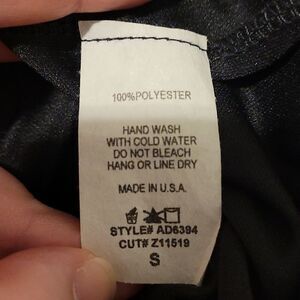 100%POLYESTER
HAND WASH
WITH COLD WATER
DO NOT BLEACH
HANG OR LINE DRY
MADE IN U.S.A.
STYLE# AD6394
CUT# Z11519
S